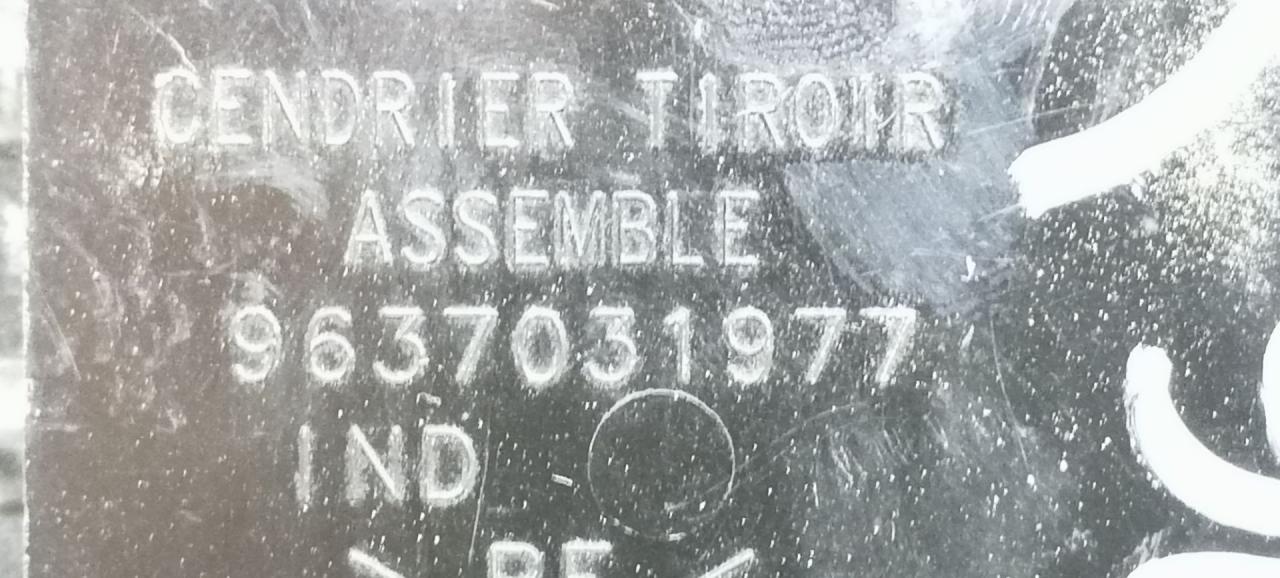 CENDRIER TIROIR
ASSEMBLE
9637031977
IND